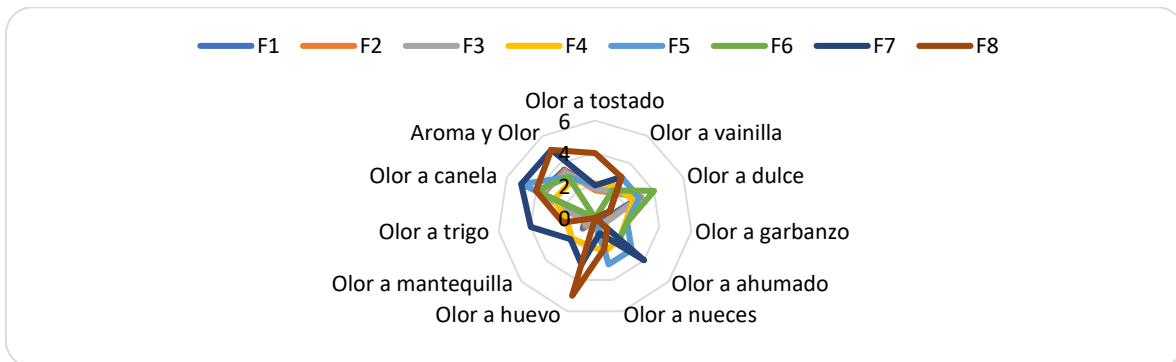 F1 F2 F3 F4 F5 F6 F7 F8
Olor a tostado
6
Aroma y Olor
Olor a vainilla
4
Olor a canela
Olor a dulce
2
0
Olor a trigo
Olor a garbanzo
Olor a mantequilla
Olor a ahumado
Olor a huevo
Olor a nueces